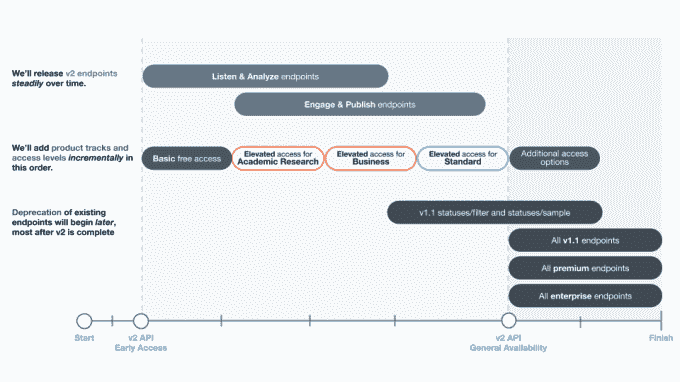 We'll release v2 endpoints
steadily over time.
Listen & Analyze endpoints
Engage & Publish endpoints
We'll add product tracks and
access levels incrementally in
this order.
Basic free access
Elevated access for
Academic Research
Elevated access for
Business
Elevated access for
Standard
Additional access
options
Deprecation of existing
endpoints will begin later,
most after v2 is complete
v1.1 statuses/filter and statuses/sample
All v1.1 endpoints
All premium endpoints
All enterprise endpoints
Start
v2 API
Early Access
v2 API
General Availability
Finish